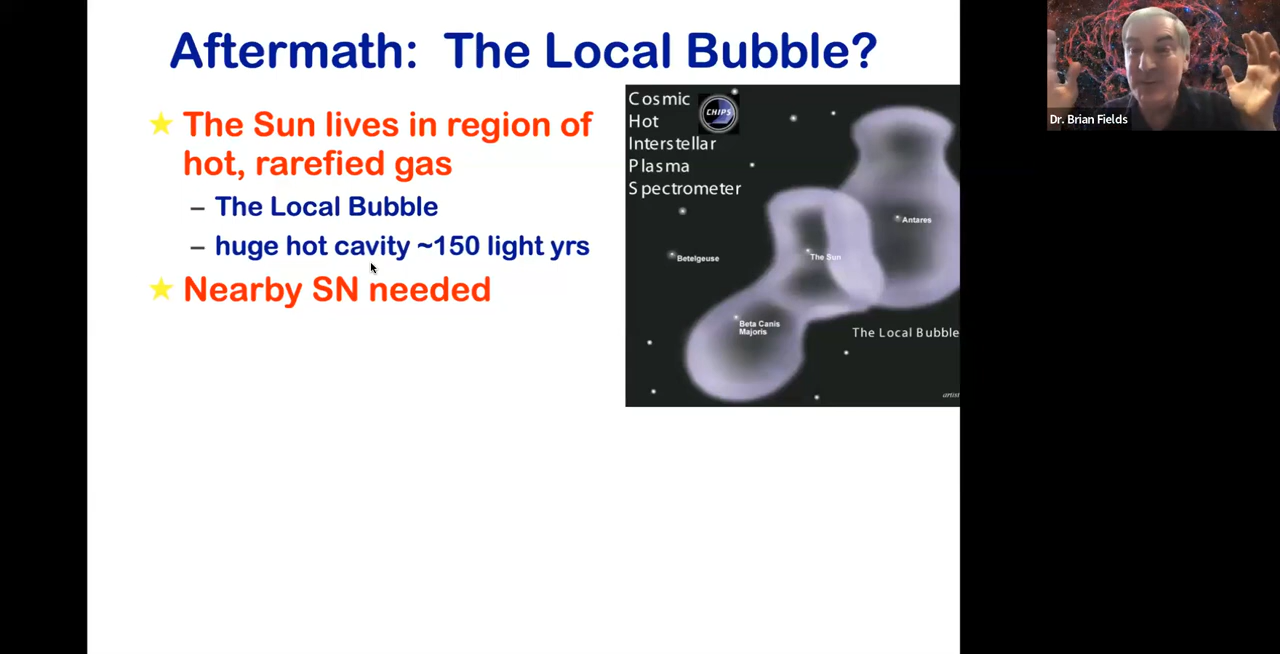 Aftermath: The Local Bubble?
The Sun lives in region of
hot, rarefied gas
– The Local Bubble
– huge hot cavity ~150 light yrs
Nearby SN needed
Cosmic
Hot
Interstellar
Plasma
Spectrometer
CHIPS
Antares
Betelgeuse
The Sun
Beta Canis
Majoris
The Local Bubble
artist
Dr. Brian Fields